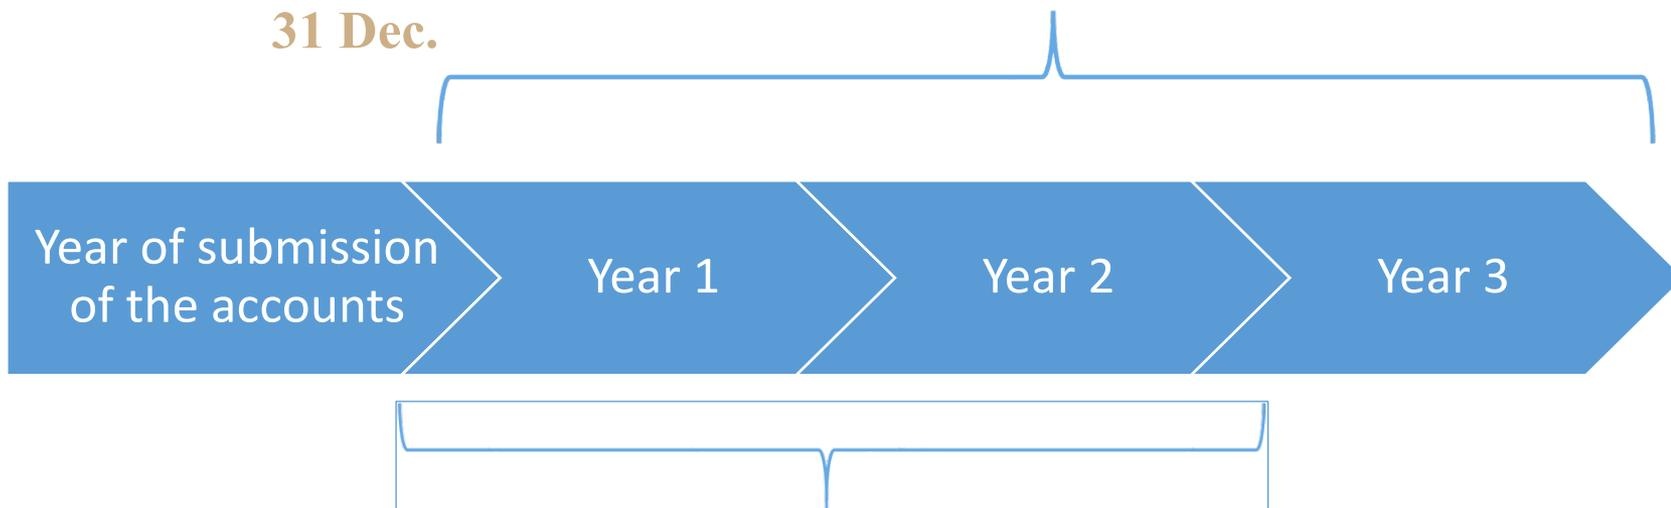 31 Dec.
Year of submission
of the accounts
Year 1
Year 2
Year 3